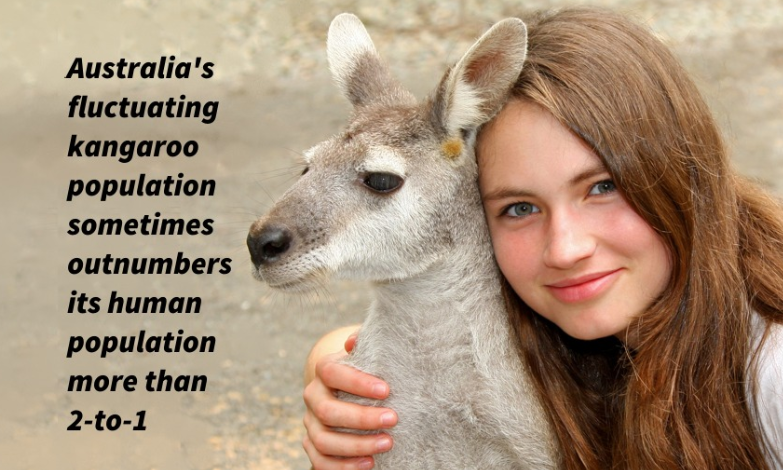 Australia's
fluctuating
kangaroo
population
sometimes
outnumbers
its human
population
more than
2-to-1